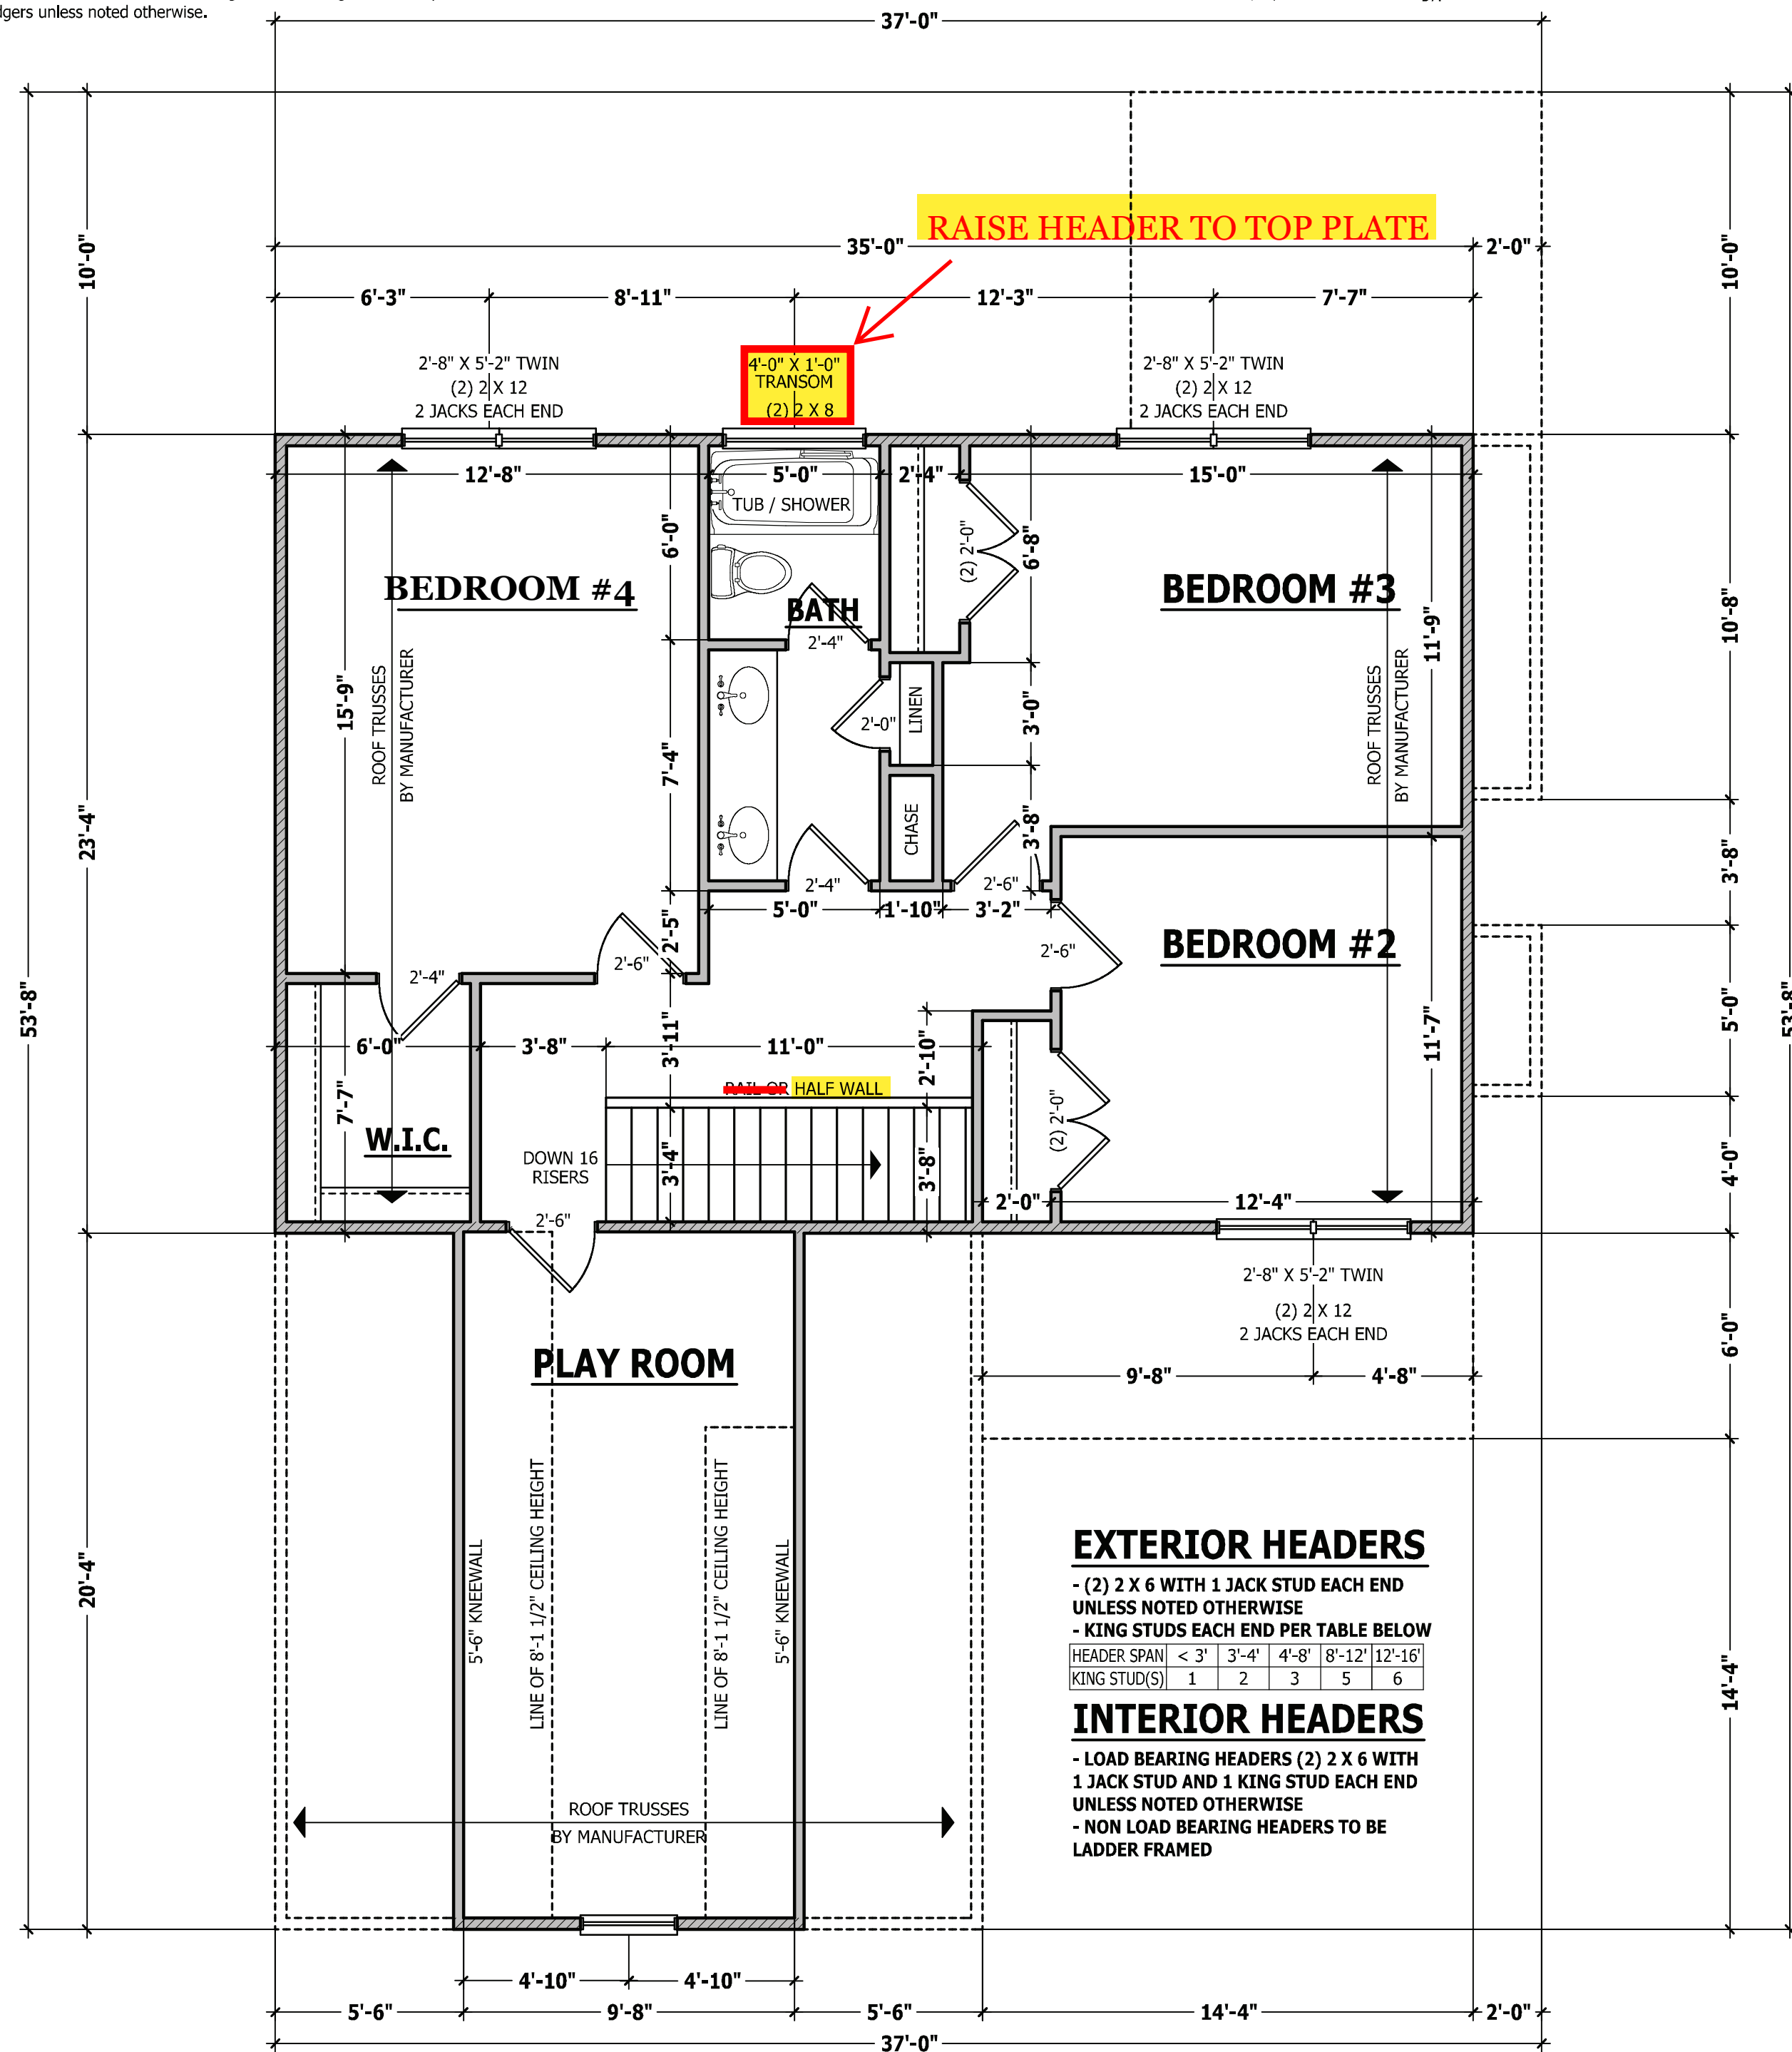 dgers unless noted otherwise.
37'-0"
RAISE HEADER TO TOP PLATE
35'-0"
2'-0"
10'-0"
10'-0"
6'-3"
8'-11"
12'-3"
7'-7"
2'-8" X 5'-2" TWIN
(2) 2 X 12
2 JACKS EACH END
4'-0" X 1'-0"
TRANSOM
(2) 2 X 8
2'-8" X 5'-2" TWIN
(2) 2 X 12
2 JACKS EACH END
12'-8"
5'-0"
2'-4"
15'-0"
TUB / SHOWER
6'-0"
(2) 2'-0"
6'-8"
BEDROOM #4
BATH
2'-4"
BEDROOM #3
10'-8"
11'-9"
15'-9"
ROOF TRUSSES
BY MANUFACTURER
LINEN
2'-0"
3'-0"
ROOF TRUSSES
BY MANUFACTURER
7'-4"
23'-4"
CHASE
3'-8"
3'-8"
2'-4"
2'-6"
5'-0"
1'-10"
3'-2"
2'-5"
2'-6"
2'-6"
BEDROOM #2
2'-4"
53'-8"
53'-8"
5'-0"
6'-0"
3'-8"
3'-11"
11'-0"
2'-10"
11'-7"
RAIL OR HALF WALL
7'-7"
(2) 2'-0"
W.I.C.
DOWN 16
RISERS
3'-4"
3'-8"
4'-0"
2'-0"
12'-4"
2'-6"
2'-8" X 5'-2" TWIN
(2) 2 X 12
2 JACKS EACH END
6'-0"
PLAY ROOM
9'-8"
4'-8"
20'-4"
5'-6" KNEEWALL
LINE OF 8'-1 1/2" CEILING HEIGHT
LINE OF 8'-1 1/2" CEILING HEIGHT
5'-6" KNEEWALL
EXTERIOR HEADERS
- (2) 2 X 6 WITH 1 JACK STUD EACH END
UNLESS NOTED OTHERWISE
- KING STUDS EACH END PER TABLE BELOW
HEADER SPAN < 3' 3'-4' 4'-8' 8'-12' 12'-16'
KING STUD(S) 1 2 3 5 6
14'-4"
INTERIOR HEADERS
- LOAD BEARING HEADERS (2) 2 X 6 WITH
1 JACK STUD AND 1 KING STUD EACH END
UNLESS NOTED OTHERWISE
- NON LOAD BEARING HEADERS TO BE
LADDER FRAMED
ROOF TRUSSES
BY MANUFACTURER
4'-10"
4'-10"
5'-6"
9'-8"
5'-6"
14'-4"
2'-0"
37'-0"